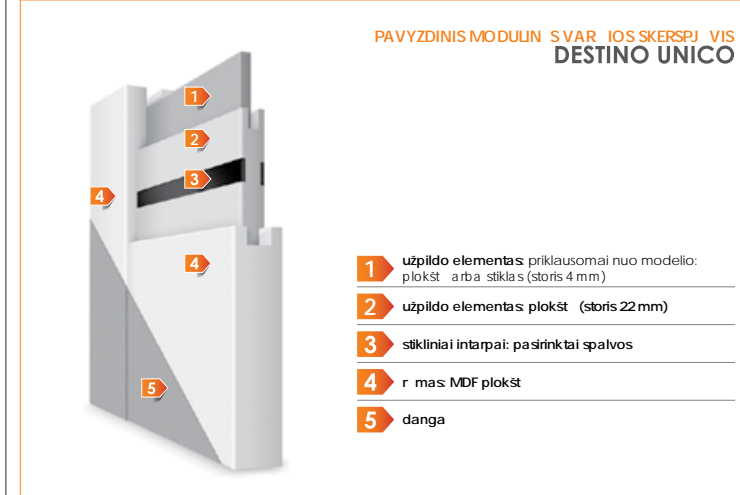 PAVYZDINIS MODULIN S VAR IOS SKERSPJ VIS
DESTINO UNICO
1
2
3
4
4
5
1 užpildo elementas: priklausomai nuo modelio:
plokšt arba stiklas (storis 4 mm)
2 užpildo elementas: plokšt (storis 22 mm)
3 stikliniai intarpai: pasirinktai spalvos
4 r mas: MDF plokšt
5 danga